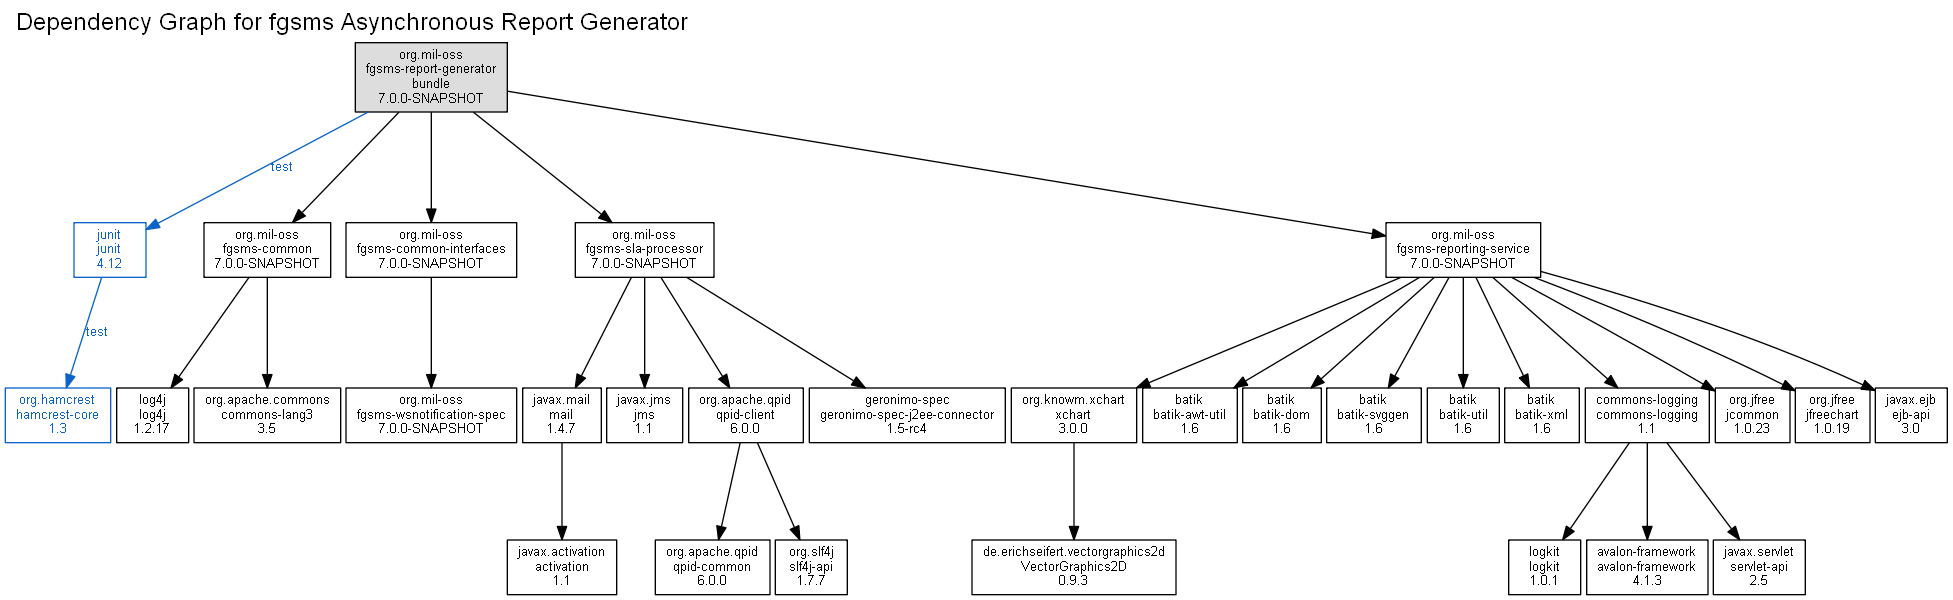 Dependency Graph for fgsms Asynchronous Report Generator
org.mil-oss
fgsms-report-generator
bundle
7.0.0-SNAPSHOT
test
junit
junit
4.12
org.mil-oss
fgsms-common
7.0.0-SNAPSHOT
org.mil-oss
fgsms-common-interfaces
7.0.0-SNAPSHOT
org.mil-oss
fgsms-sla-processor
7.0.0-SNAPSHOT
org.mil-oss
fgsms-reporting-service
7.0.0-SNAPSHOT
test
org.hamcrest
hamcrest-core
1.3
log4j
log4j
1.2.17
org.apache.commons
commons-lang3
3.5
org.mil-oss
fgsms-wsnotification-spec
7.0.0-SNAPSHOT
javax.mail
mail
1.4.7
javax.jms
jms
1.1
org.apache.qpid
qpid-client
6.0.0
geronimo-spec
geronimo-spec-j2ee-connector
1.5-rc4
org.knowm.xchart
xchart
3.0.0
batik
batik-awt-util
1.6
batik
batik-dom
1.6
batik
batik-svggen
1.6
batik
batik-util
1.6
batik
batik-xml
1.6
commons-logging
commons-logging
1.1
org.jfree
jcommon
1.0.23
org.jfree
jfreechart
1.0.19
javax.ejb
ejb-api
3.0
javax.activation
activation
1.1
org.apache.qpid
qpid-common
6.0.0
org.slf4j
slf4j-api
1.7.7
de.erichseifert.vectorgraphics2d
VectorGraphics2D
0.9.3
logkit
logkit
1.0.1
avalon-framework
avalon-framework
4.1.3
javax.servlet
servlet-api
2.5